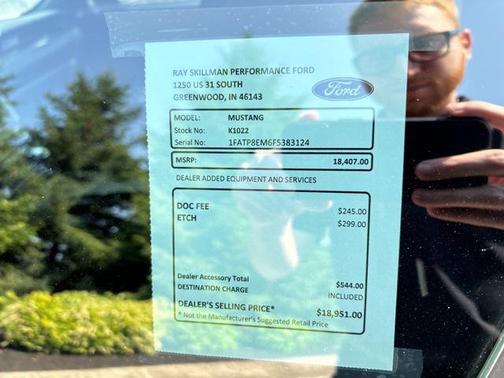 RAY SKILLMAN PERFORMANCE FORD
1250 US 31 SOUTH
GREENWOOD, IN 46143
Ford
MODEL: MUSTANG
Stock No: K1022
Serial No: 1FATP8EM6F5383124
MSRP: 18,407.00
DEALER ADDED EQUIPMENT AND SERVICES
DOC FEE $245.00
ETCH $299.00
Dealer Accessory Total $544.00
DESTINATION CHARGE INCLUDED
DEALER'S SELLING PRICE* $18,951.00
* Not the Manufacturer's Suggested Retail Price